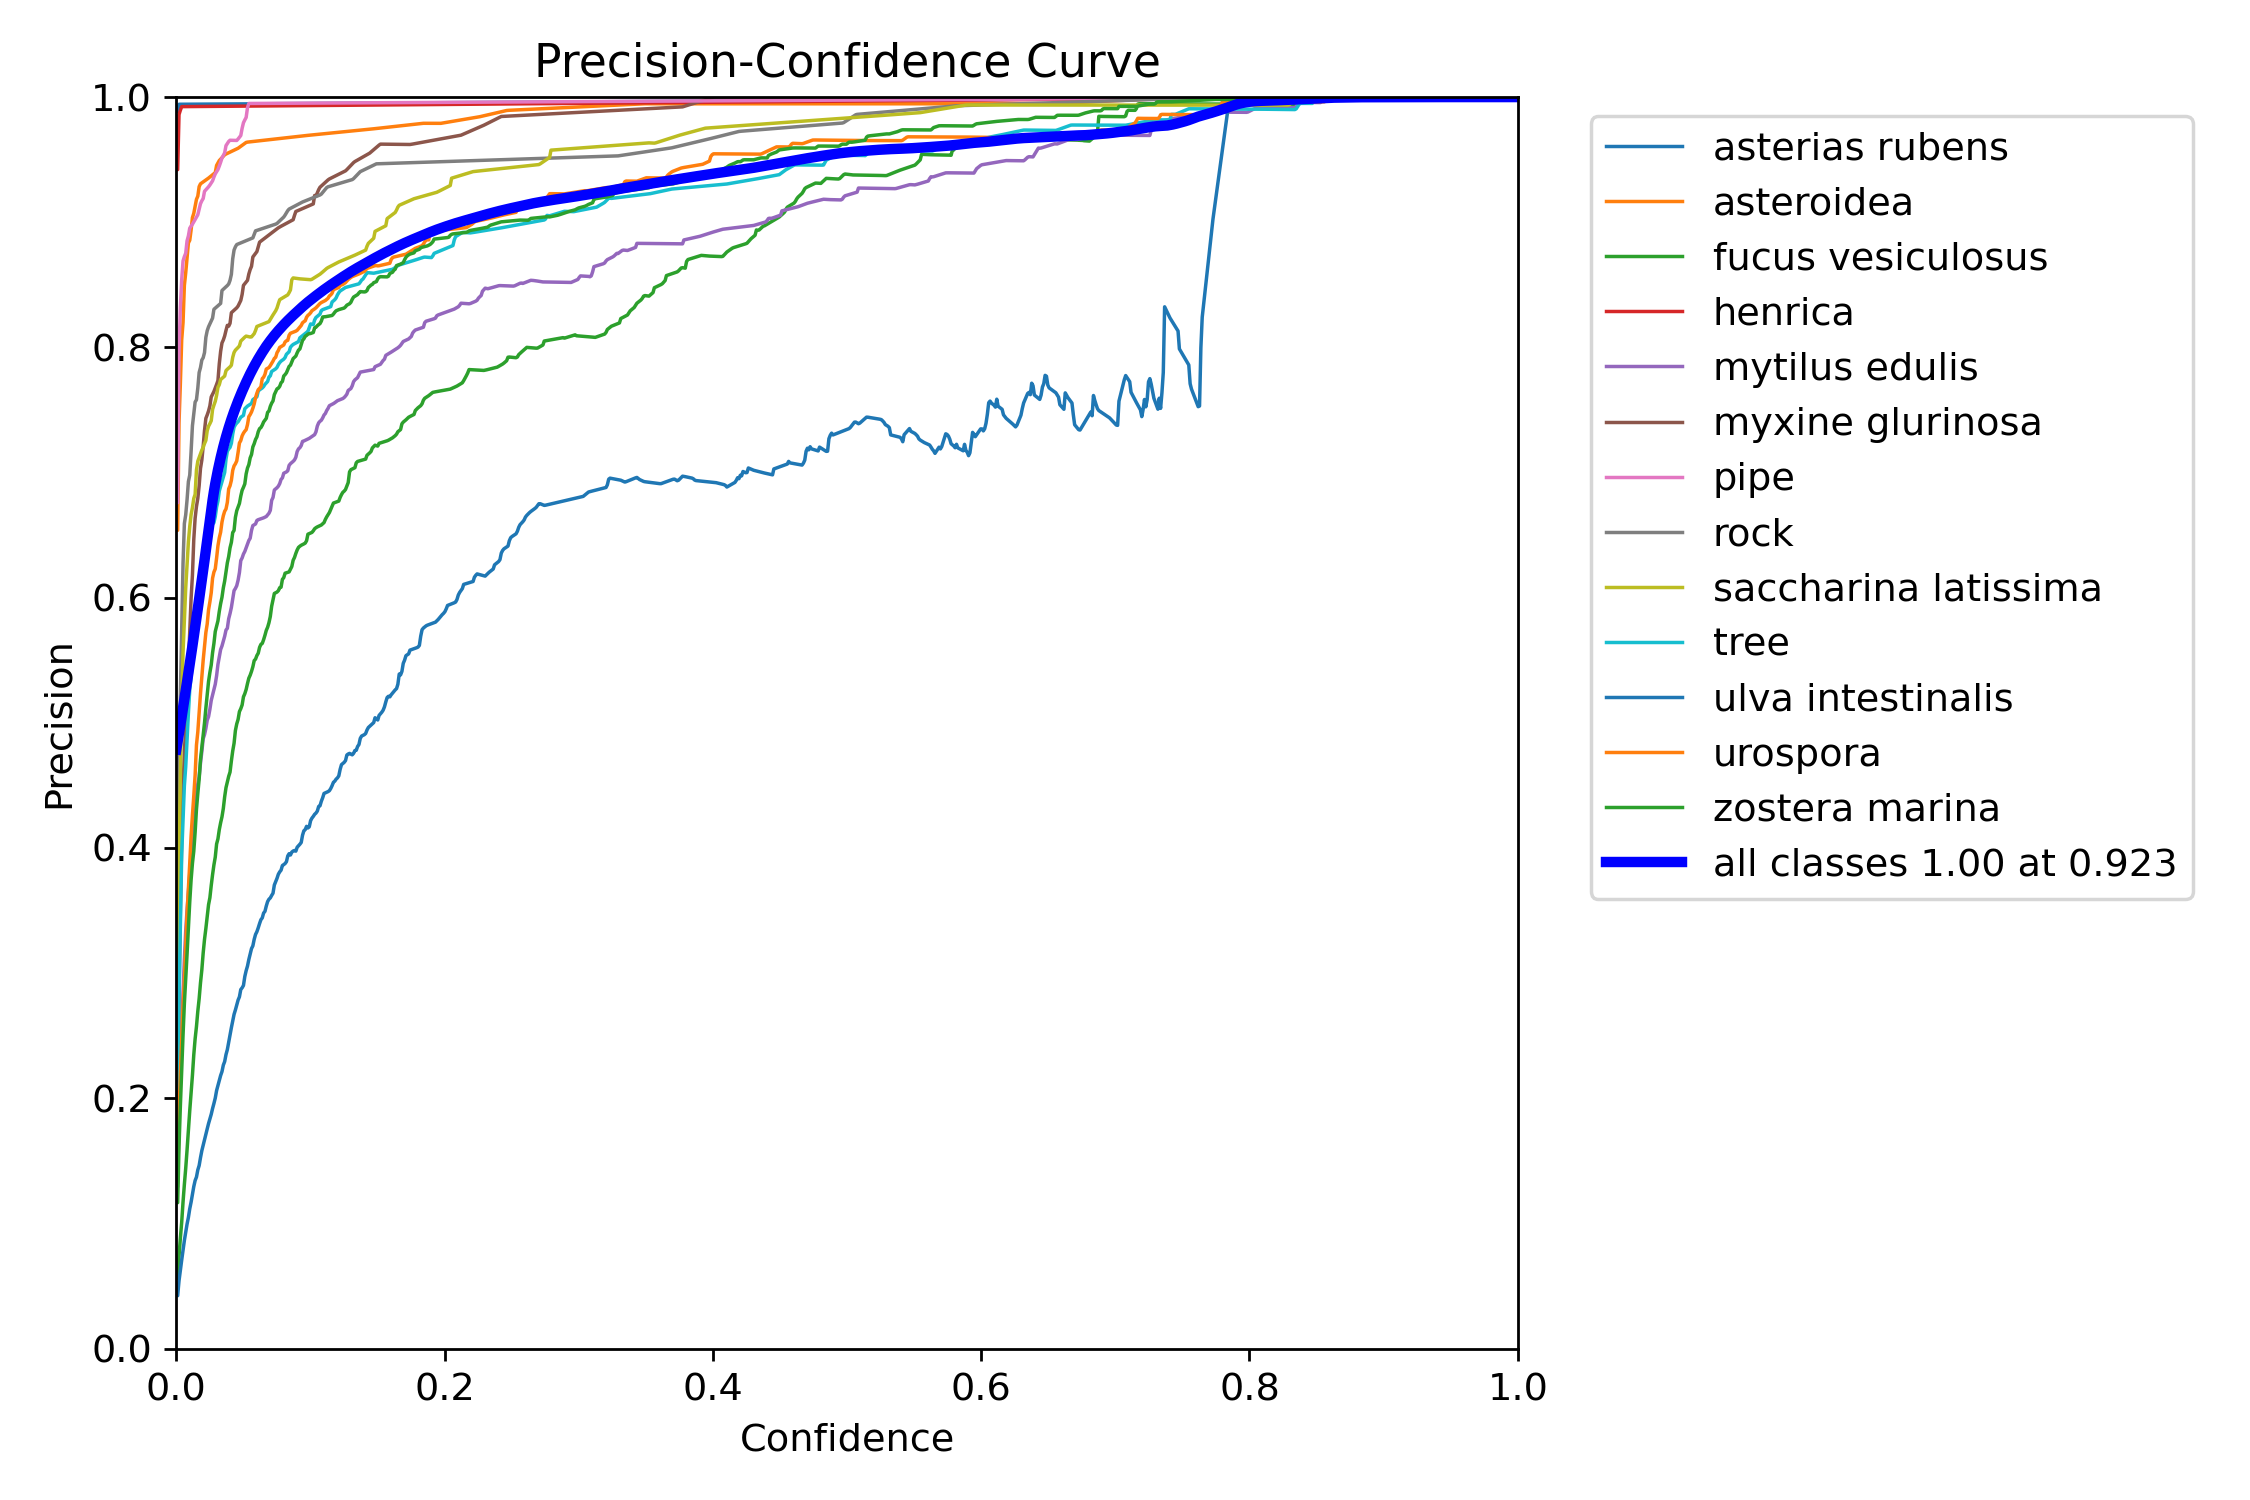 Precision-Confidence Curve
1.0
0.8
0.6
0.4
0.2
0.0
Precision
0.0 0.2 0.4 0.6 0.8 1.0
Confidence
asterias rubens
asteroidea
fucus vesiculosus
henrica
mytilus edulis
myxine glurinosa
pipe
rock
saccharina latissima
tree
ulva intestinalis
urospora
zostera marina
all classes 1.00 at 0.923